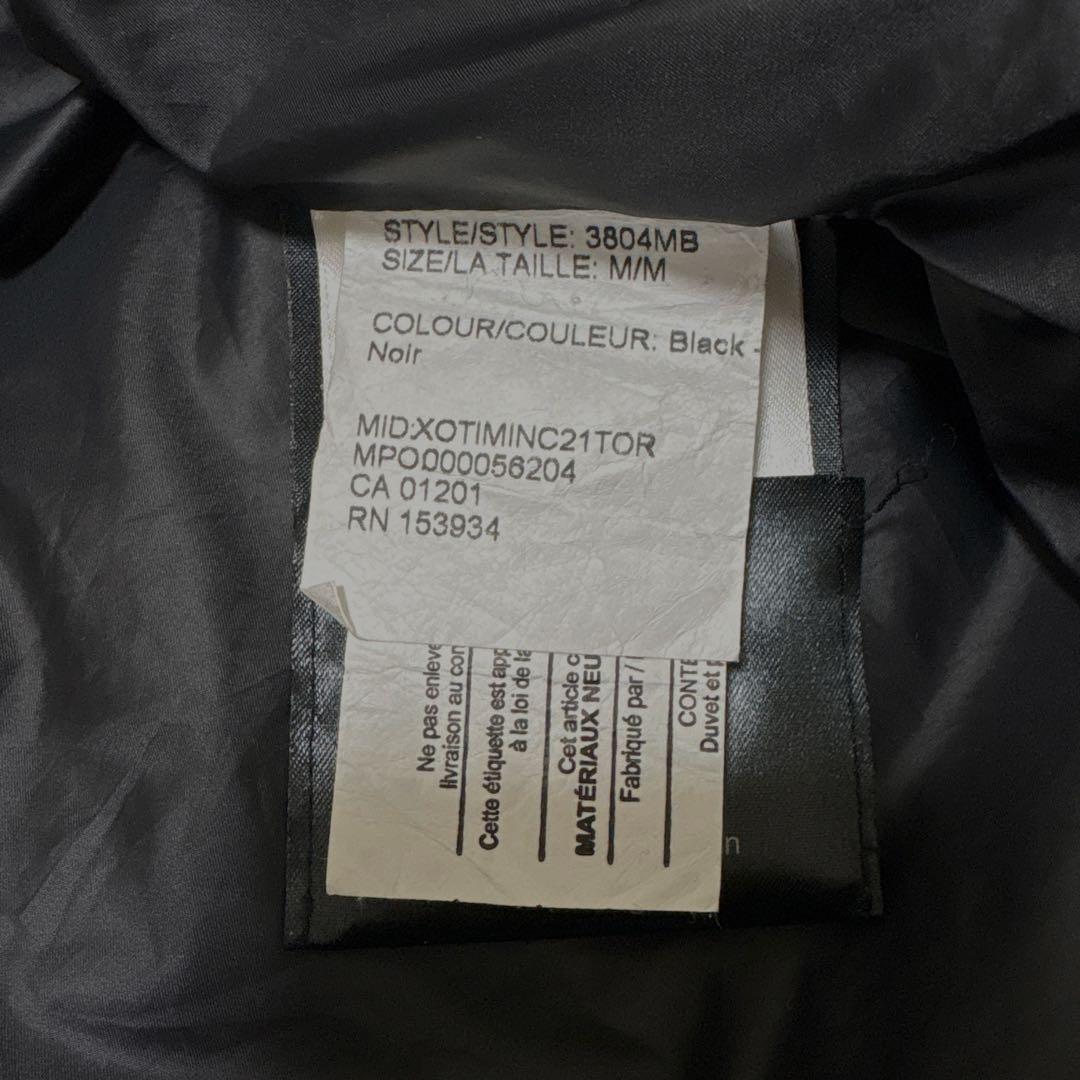 STYLE/STYLE: 3804MB
SIZE/LA TAILLE: M/M
COLOUR/COULEUR: Black -
Noir
MID:XOTIMINC21TOR
MPO000056204
CA 01201
RN 153934
Ne pas enleve
livraison au con
Cette étiquette est app
à la loi de la
Cet article c
MATÉRIAUX NEU
Fabriqué par /
CONTE
Duvet et p
n